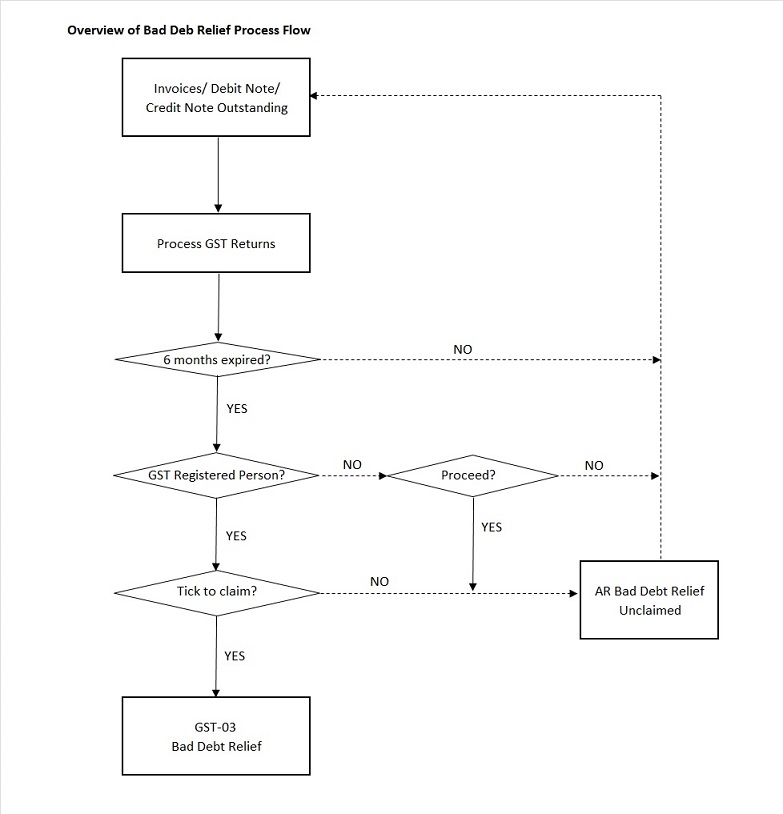 Overview of Bad Deb Relief Process Flow
Invoices/ Debit Note/
Credit Note Outstanding
Process GST Returns
6 months expired?
NO
YES
GST Registered Person?
NO
Proceed?
NO
YES
YES
Tick to claim?
NO
AR Bad Debt Relief
Unclaimed
YES
GST-03
Bad Debt Relief